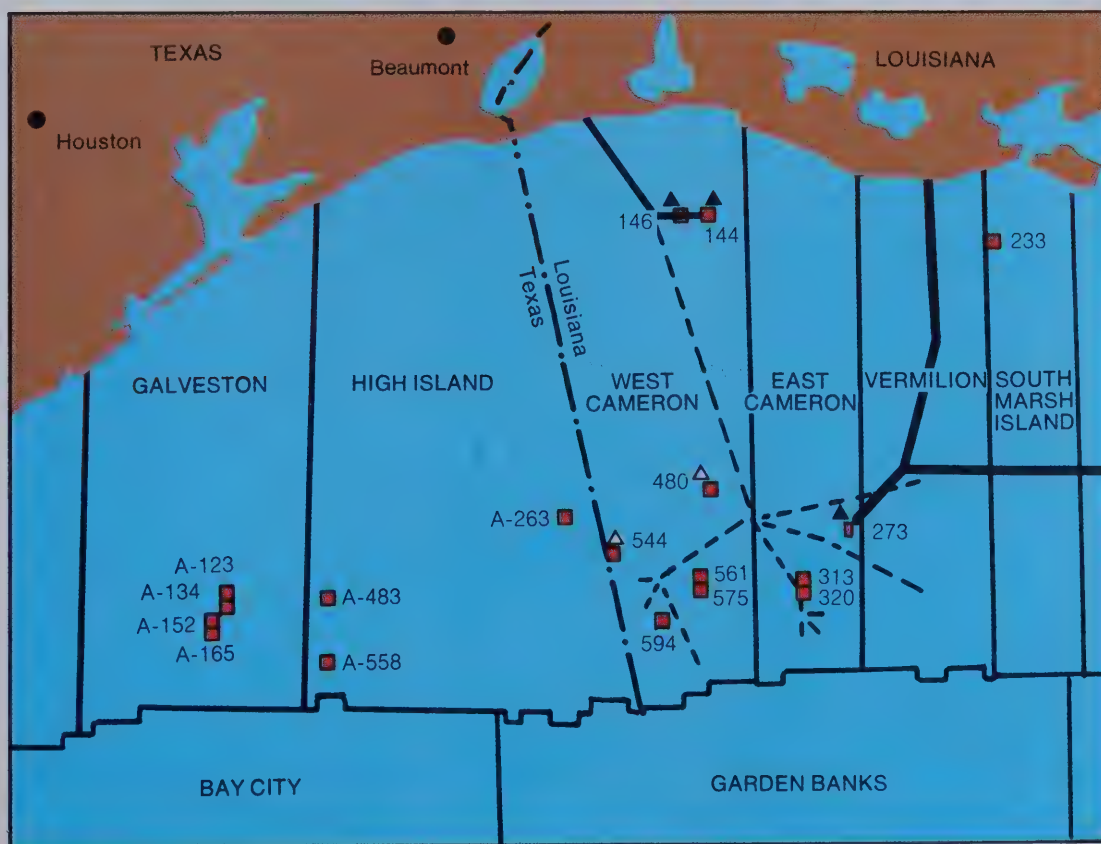 TEXAS
Beaumont
Houston
LOUISIANA
146
144
233
Louisiana
Texas
GALVESTON
HIGH ISLAND
WEST
CAMERON
EAST
CAMERON
VERMILION
SOUTH
MARSH
ISLAND
480
A-263
544
273
A-123
A-134
A-152
A-165
A-483
A-558
561
575
594
313
320
BAY CITY
GARDEN BANKS